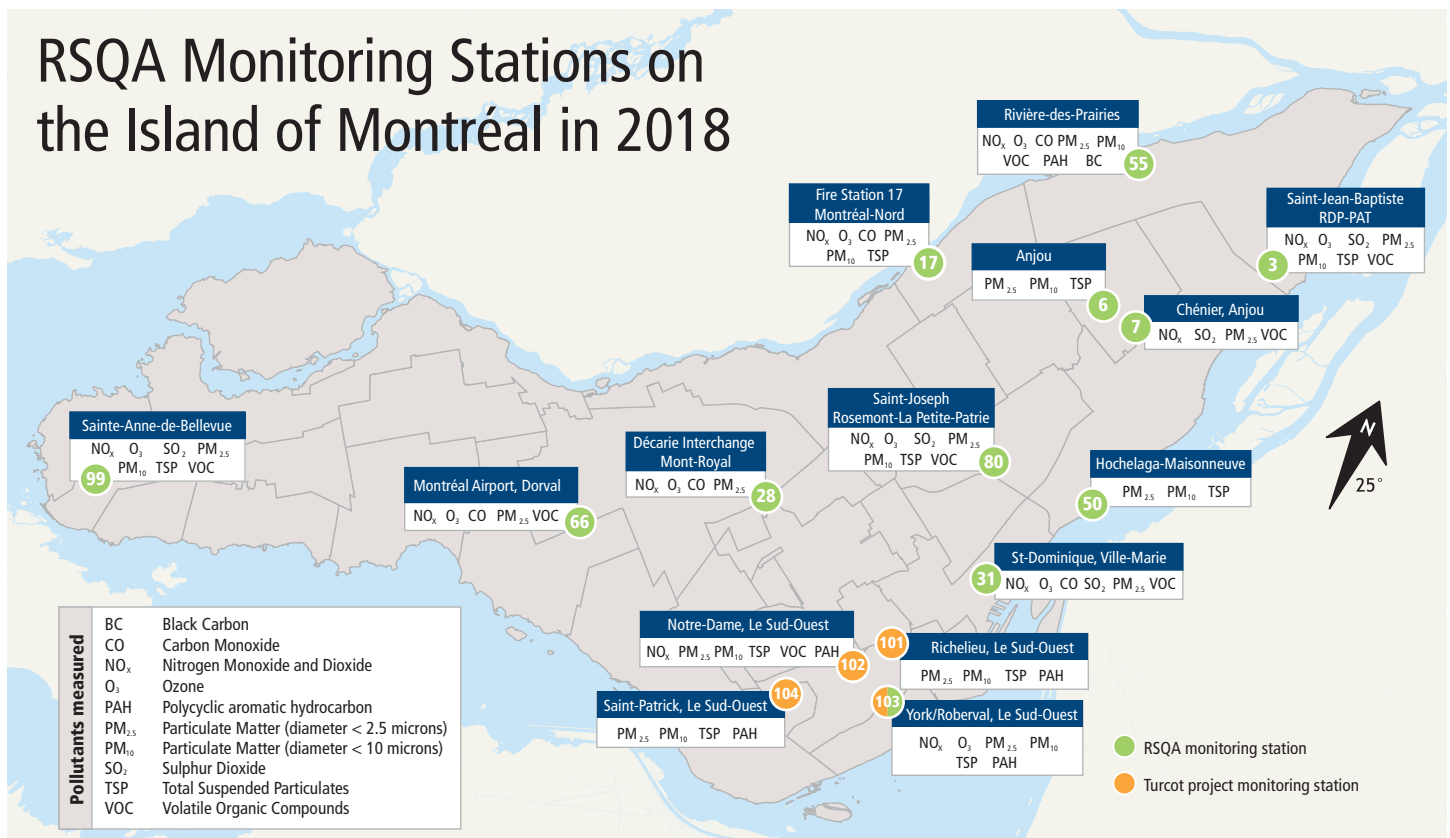 RSQA Monitoring Stations on
the Island of Montréal in 2018
Rivière-des-Prairies
NOX O3 CO PM2.5 PM10
VOC PAH BC
55
Fire Station 17
Montréal-Nord
NOX O3 CO PM2.5
PM10 TSP
17
Saint-Jean-Baptiste
RDP-PAT
NOX O3 SO2 PM2.5
PM10 TSP VOC
3
Anjou
PM2.5 PM10 TSP
6
Chénier, Anjou
NOX SO2 PM2.5 VOC
7
Sainte-Anne-de-Bellevue
NOX O3 SO2 PM2.5
PM10 TSP VOC
99
Montréal Airport, Dorval
NOX O3 CO PM2.5 VOC
66
Décarie Interchange
Mont-Royal
NOX O3 CO PM2.5
28
Saint-Joseph
Rosemont-La Petite-Patrie
NOX O3 SO2 PM2.5
PM10 TSP VOC
80
Hochelaga-Maisonneuve
PM2.5 PM10 TSP
50
N
25°
St-Dominique, Ville-Marie
NOX O3 CO SO2 PM2.5 VOC
31
Notre-Dame, Le Sud-Ouest
NOX PM2.5 PM10 TSP VOC PAH
102
101
Richelieu, Le Sud-Ouest
PM2.5 PM10 TSP PAH
Saint-Patrick, Le Sud-Ouest
PM2.5 PM10 TSP PAH
104
103
York/Roberval, Le Sud-Ouest
NOX O3 PM2.5 PM10
TSP PAH
Pollutants measured
BC Black Carbon
CO Carbon Monoxide
NOX Nitrogen Monoxide and Dioxide
O3 Ozone
PAH Polycyclic aromatic hydrocarbon
PM2.5 Particulate Matter (diameter < 2.5 microns)
PM10 Particulate Matter (diameter < 10 microns)
SO2 Sulphur Dioxide
TSP Total Suspended Particulates
VOC Volatile Organic Compounds
RSQA monitoring station
Turcot project monitoring station